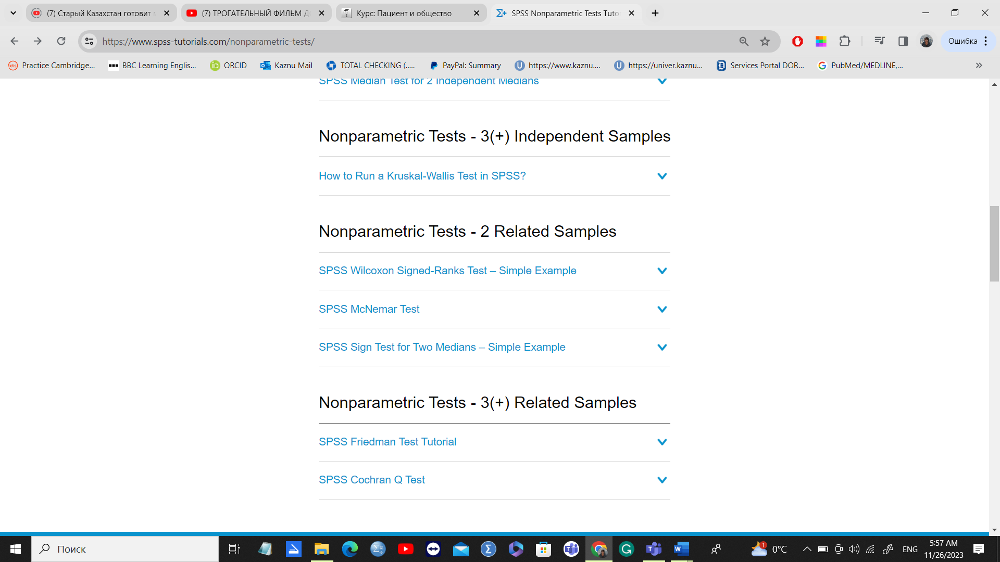 (7) Старый Казахстан готовит
(7) ТРОГАТЕЛЬНЫЙ ФИЛЬМ Д
Курс: Пациент и общество
SPSS Nonparametric Tests Tuto
https://www.spss-tutorials.com/nonparametric-tests/
Ошибка
Practice Cambridge...
BBC Learning Englis...
ORCID
Kaznu Mail
TOTAL CHECKING (.....
PayPal: Summary
https://www.kaznu....
https://univer.kaznu...
Services Portal DOR...
PubMed/MEDLINE,...
SPSS Median Test for 2 Independent Medians
Nonparametric Tests - 3(+) Independent Samples
How to Run a Kruskal-Wallis Test in SPSS?
Nonparametric Tests - 2 Related Samples
SPSS Wilcoxon Signed-Ranks Test – Simple Example
SPSS McNemar Test
SPSS Sign Test for Two Medians – Simple Example
Nonparametric Tests - 3(+) Related Samples
SPSS Friedman Test Tutorial
SPSS Cochran Q Test
Поиск
1
0°C
ENG
5:57 AM
11/26/2023